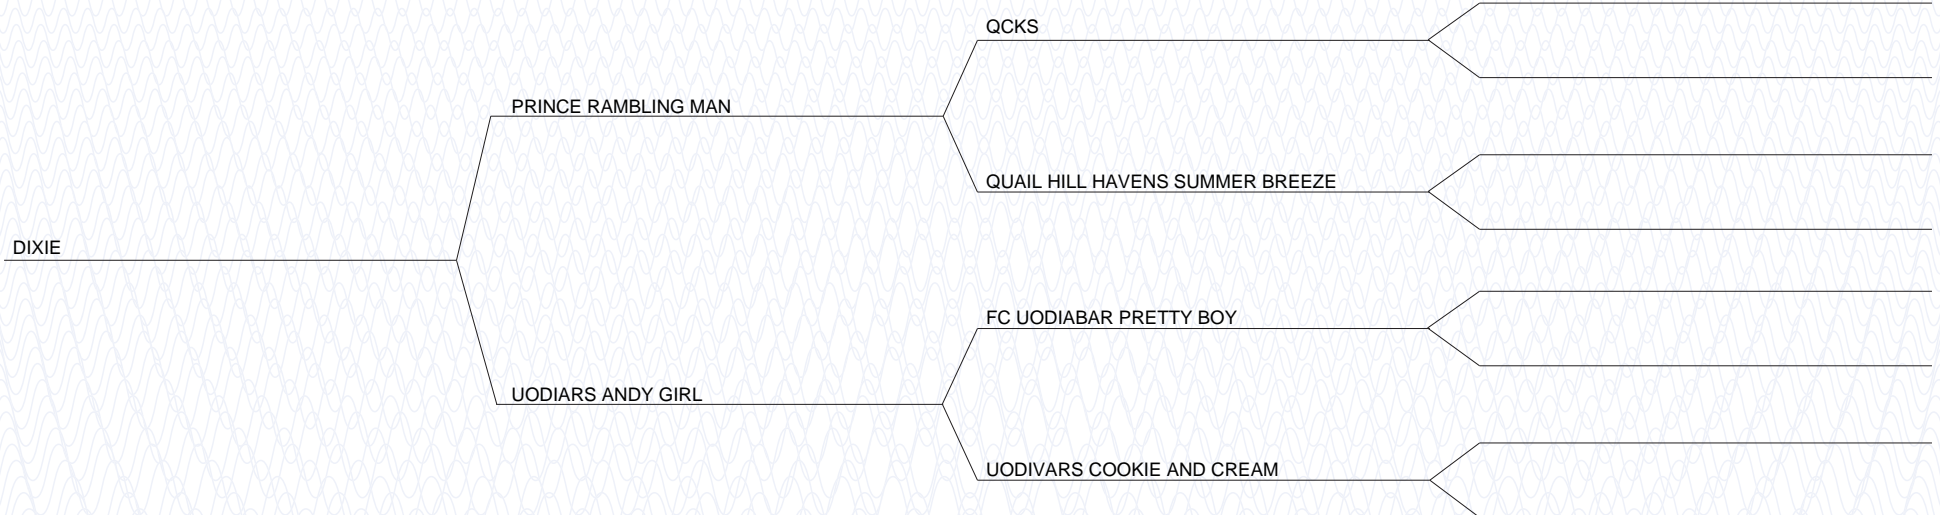 QCKS
PRINCE RAMBLING MAN
QUAIL HILL HAVENS SUMMER BREEZE
DIXIE
FC UODIABAR PRETTY BOY
UODIARS ANDY GIRL
UODIVARS COOKIE AND CREAM